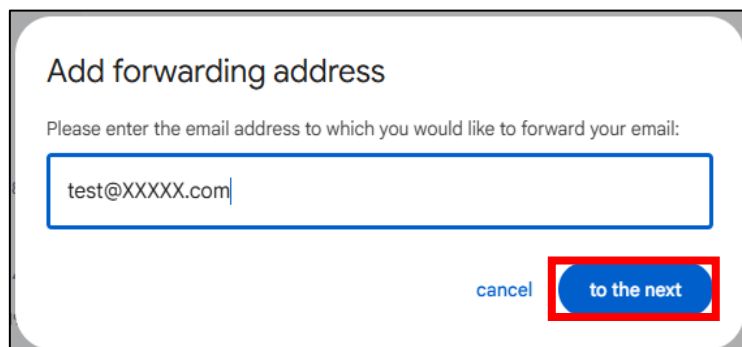 Add forwarding address
Please enter the email address to which you would like to forward your email:
test@XXXXX.com
cancel
to the next